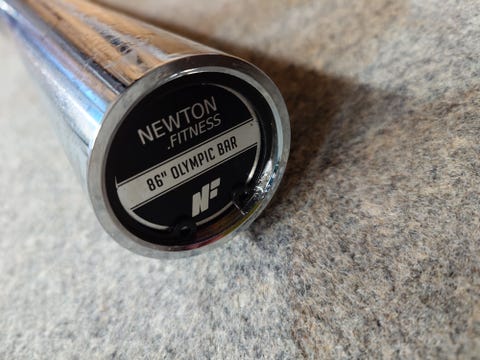 NEWTON
.FITNESS
86" OLYMPIC BAR
NF